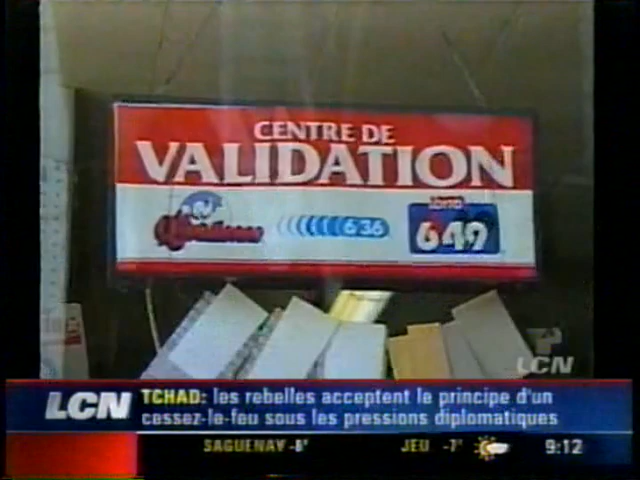 CENTRE DE
VALIDATION
6/36
LOTTO
649
LCN
LCN
TCHAD: les rebelles acceptent le principe d'un
cessez-le-feu sous les pressions diplomatiques
SAGUENAY -8° JEU -7° 9:12